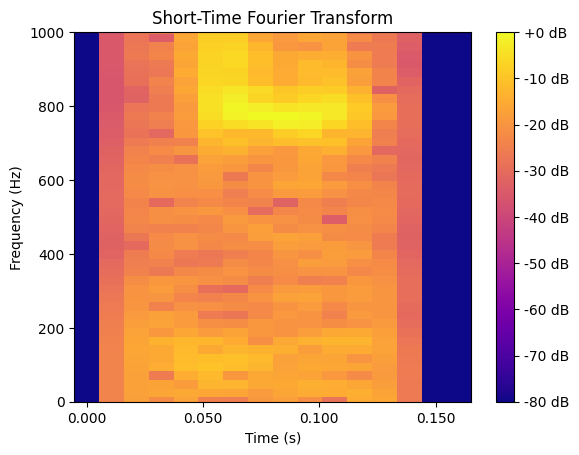 Short-Time Fourier Transform
1000
800
600
400
200
0
Frequency (Hz)
0.000
0.050
0.100
0.150
Time (s)
+0 dB
-10 dB
-20 dB
-30 dB
-40 dB
-50 dB
-60 dB
-70 dB
-80 dB